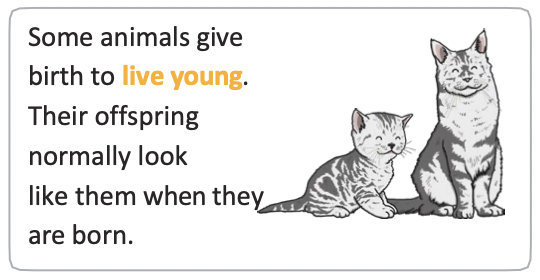 Some animals give
birth to live young.
Their offspring
normally look
like them when they
are born.